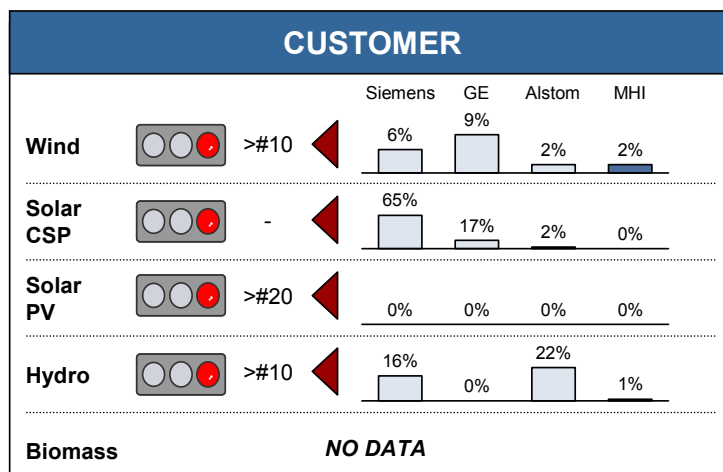 CUSTOMER
Siemens GE Alstom MHI
Wind >#10 6% 9% 2% 2%
Solar
CSP - 65% 17% 2% 0%
Solar
PV >#20 0% 0% 0% 0%
Hydro >#10 16% 0% 22% 1%
Biomass NO DATA